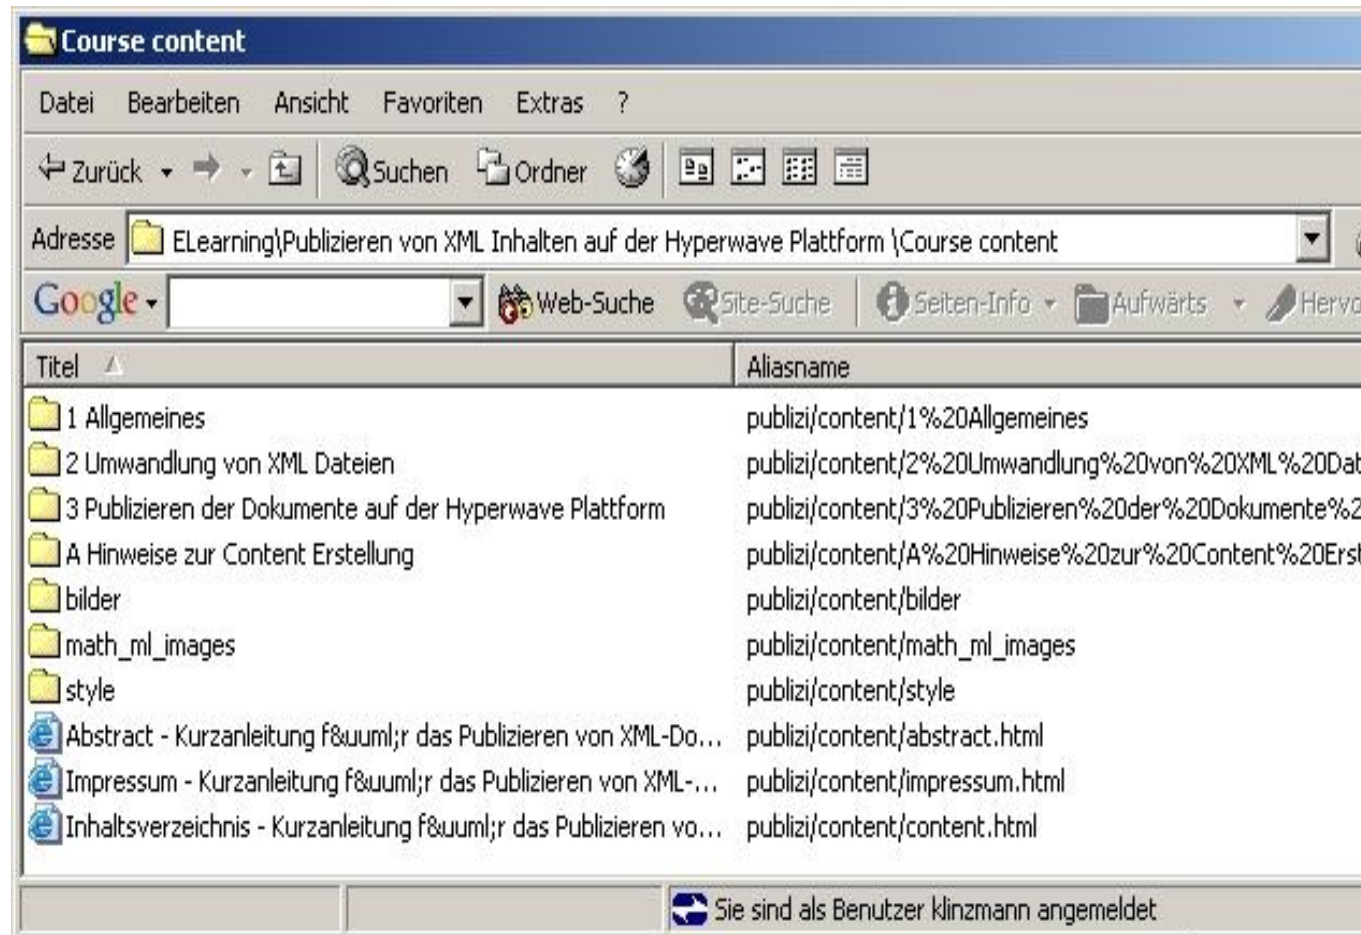 Course content
Datei Bearbeiten Ansicht Favoriten Extras ?
Zurück Suchen Ordner
Adresse ELearning\Publizieren von XML Inhalten auf der Hyperwave Plattform \Course content
Google Web-Suche Site-Suche Seiten-Info Aufwärts Hervo
Titel Aliasname
1 Allgemeines publizi/content/1%20Allgemeines
2 Umwandlung von XML Dateien publizi/content/2%20Umwandlung%20von%20XML%20Dat
3 Publizieren der Dokumente auf der Hyperwave Plattform publizi/content/3%20Publizieren%20der%20Dokumente%2
A Hinweise zur Content Erstellung publizi/content/A%20Hinweise%20zur%20Content%20Erst
bilder publizi/content/bilder
math_ml_images publizi/content/math_ml_images
style publizi/content/style
Abstract - Kurzanleitung f&uuml;r das Publizieren von XML-Do... publizi/content/abstract.html
Impressum - Kurzanleitung f&uuml;r das Publizieren von XML-... publizi/content/impressum.html
Inhaltsverzeichnis - Kurzanleitung f&uuml;r das Publizieren vo... publizi/content/content.html
Sie sind als Benutzer klinzmann angemeldet